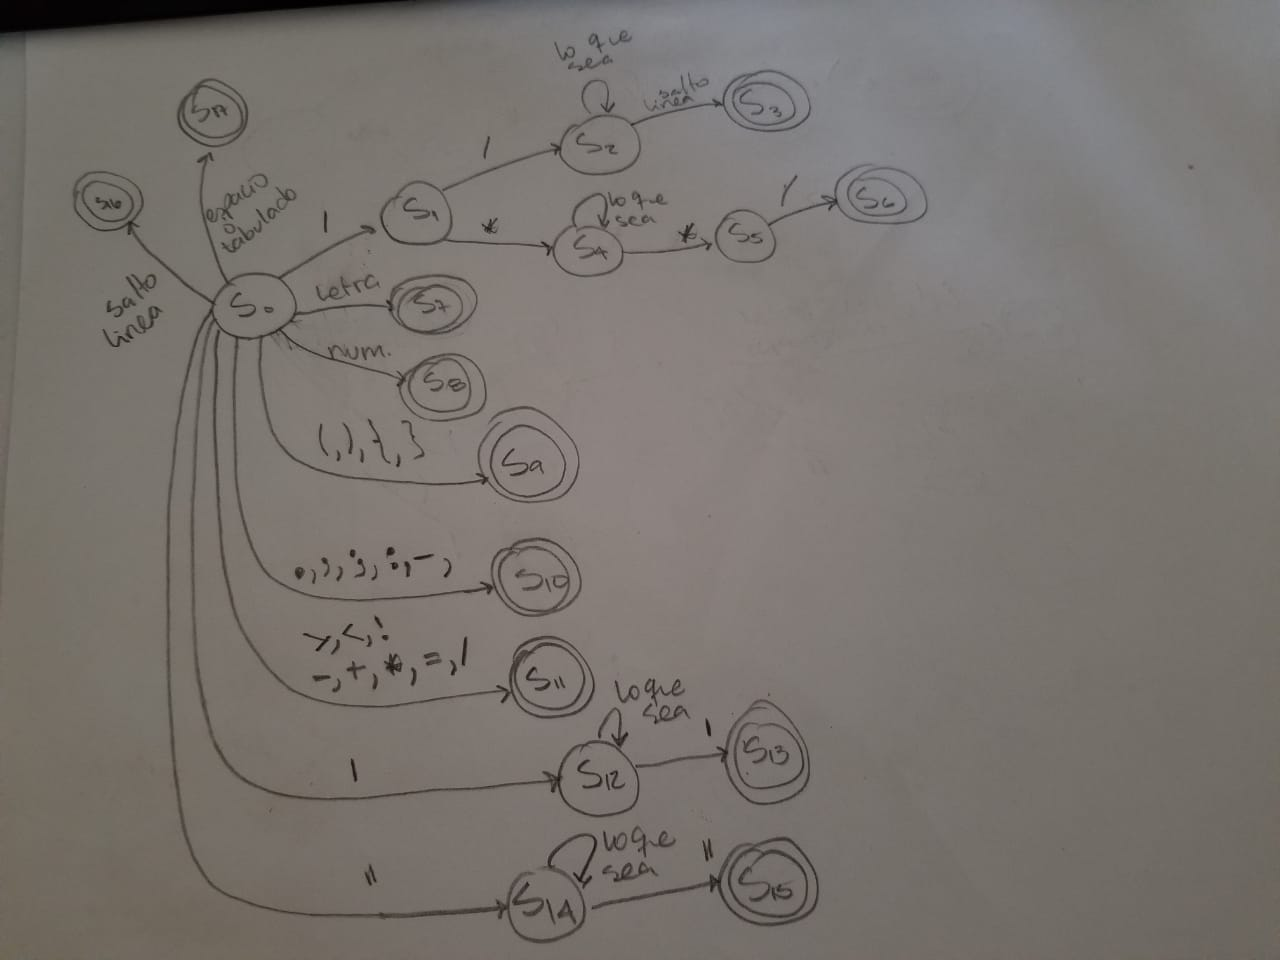 lo que
sea
salto
linea
S3
S17
/
S2
S16
espacio
o
tabulado
/
S1
lo que
sea
/
S6
*
S4
*
S5
salto
linea
S0
Letra
S7
num.
S8
(,),{,}
S9
.,,,;,:,-,
S10
>,<,!
-,+,*,=,/
S11
lo que
sea
'
S12
'
S13
lo que
sea
"
S14
"
S15